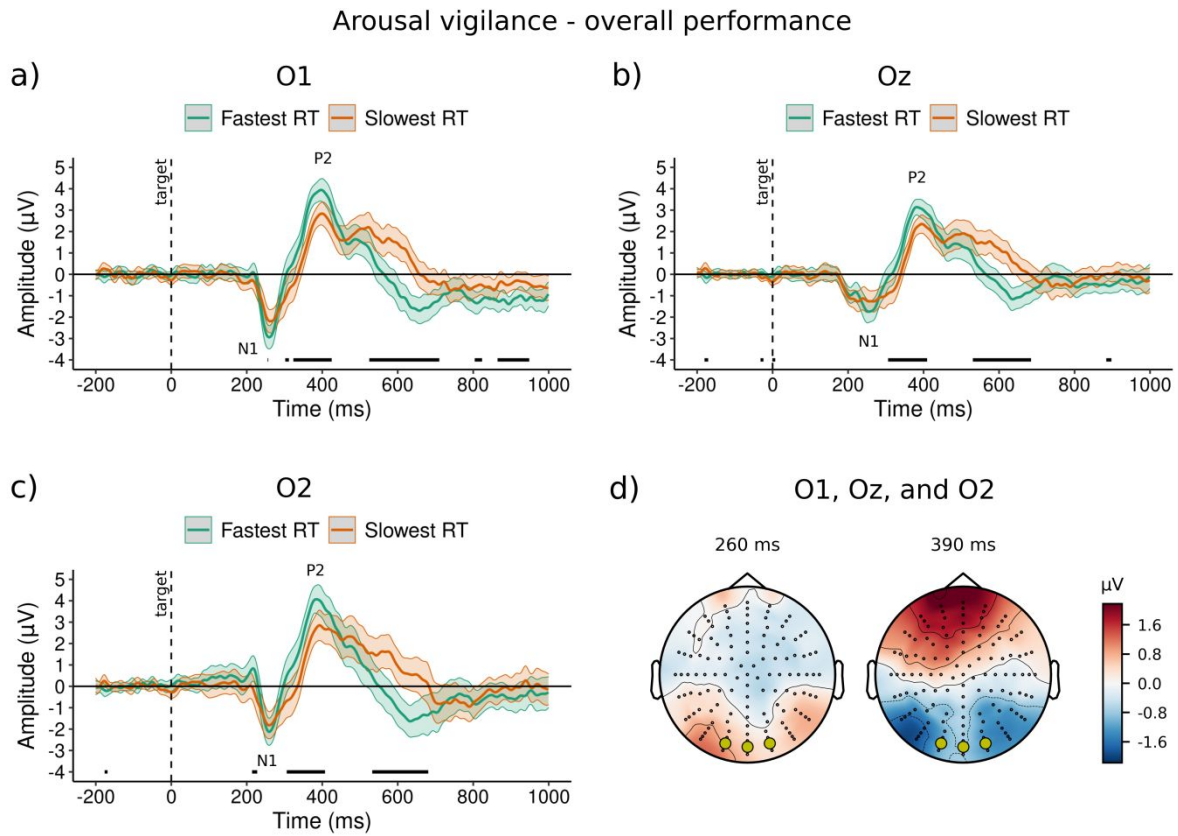 Arousal vigilance - overall performance
a) O1
Fastest RT Slowest RT
Amplitude (µV)
5
4
3
2
1
0
-1
-2
-3
-4
target
P2
N1
-200 0 200 400 600 800 1000
Time (ms)
b) Oz
Fastest RT Slowest RT
Amplitude (µV)
5
4
3
2
1
0
-1
-2
-3
-4
target
P2
N1
-200 0 200 400 600 800 1000
Time (ms)
c) O2
Fastest RT Slowest RT
Amplitude (µV)
5
4
3
2
1
0
-1
-2
-3
-4
target
P2
N1
-200 0 200 400 600 800 1000
Time (ms)
d) O1, Oz, and O2
260 ms 390 ms
µV
1.6
0.8
0.0
-0.8
-1.6